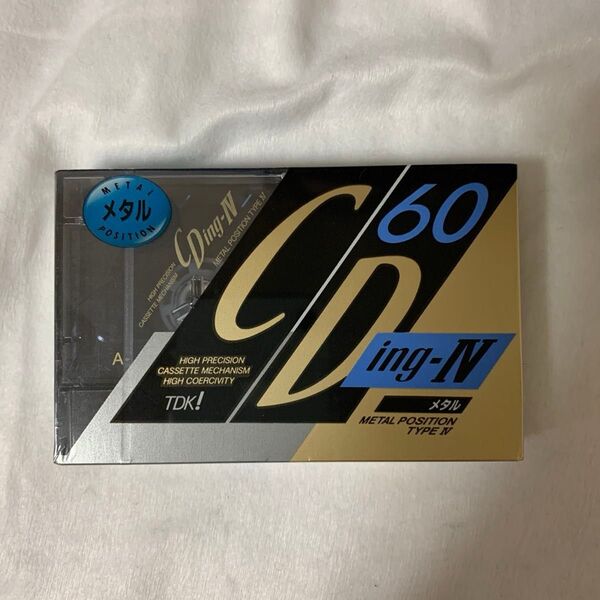 METAL
メタル
POSITION
CDing-IV
METAL POSITION TYPE IV
HIGH PRECISION
CASSETTE MECHANISM
A
HIGH PRECISION
CASSETTE MECHANISM
HIGH COERCIVITY
TDK!
CD
60
ing-IV
メタル
METAL POSITION
TYPE IV